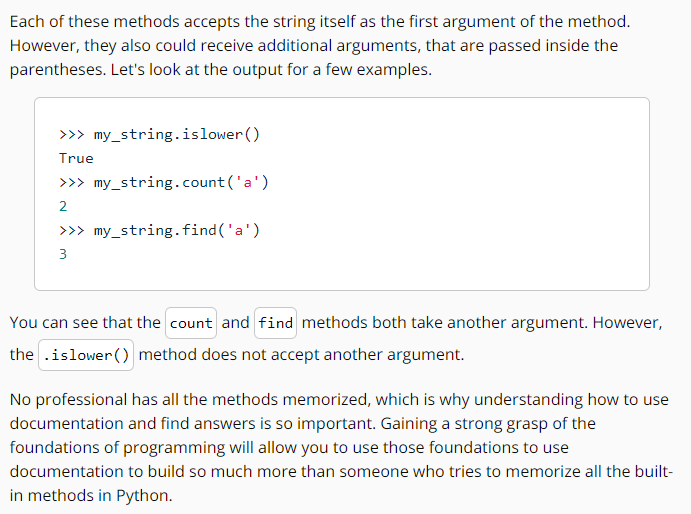 Each of these methods accepts the string itself as the first argument of the method.
However, they also could receive additional arguments, that are passed inside the
parentheses. Let's look at the output for a few examples.
>>> my_string.islower()
True
>>> my_string.count('a')
2
>>> my_string.find('a')
3
You can see that the count and find methods both take another argument. However,
the .islower() method does not accept another argument.
No professional has all the methods memorized, which is why understanding how to use
documentation and find answers is so important. Gaining a strong grasp of the
foundations of programming will allow you to use those foundations to use
documentation to build so much more than someone who tries to memorize all the built-
in methods in Python.